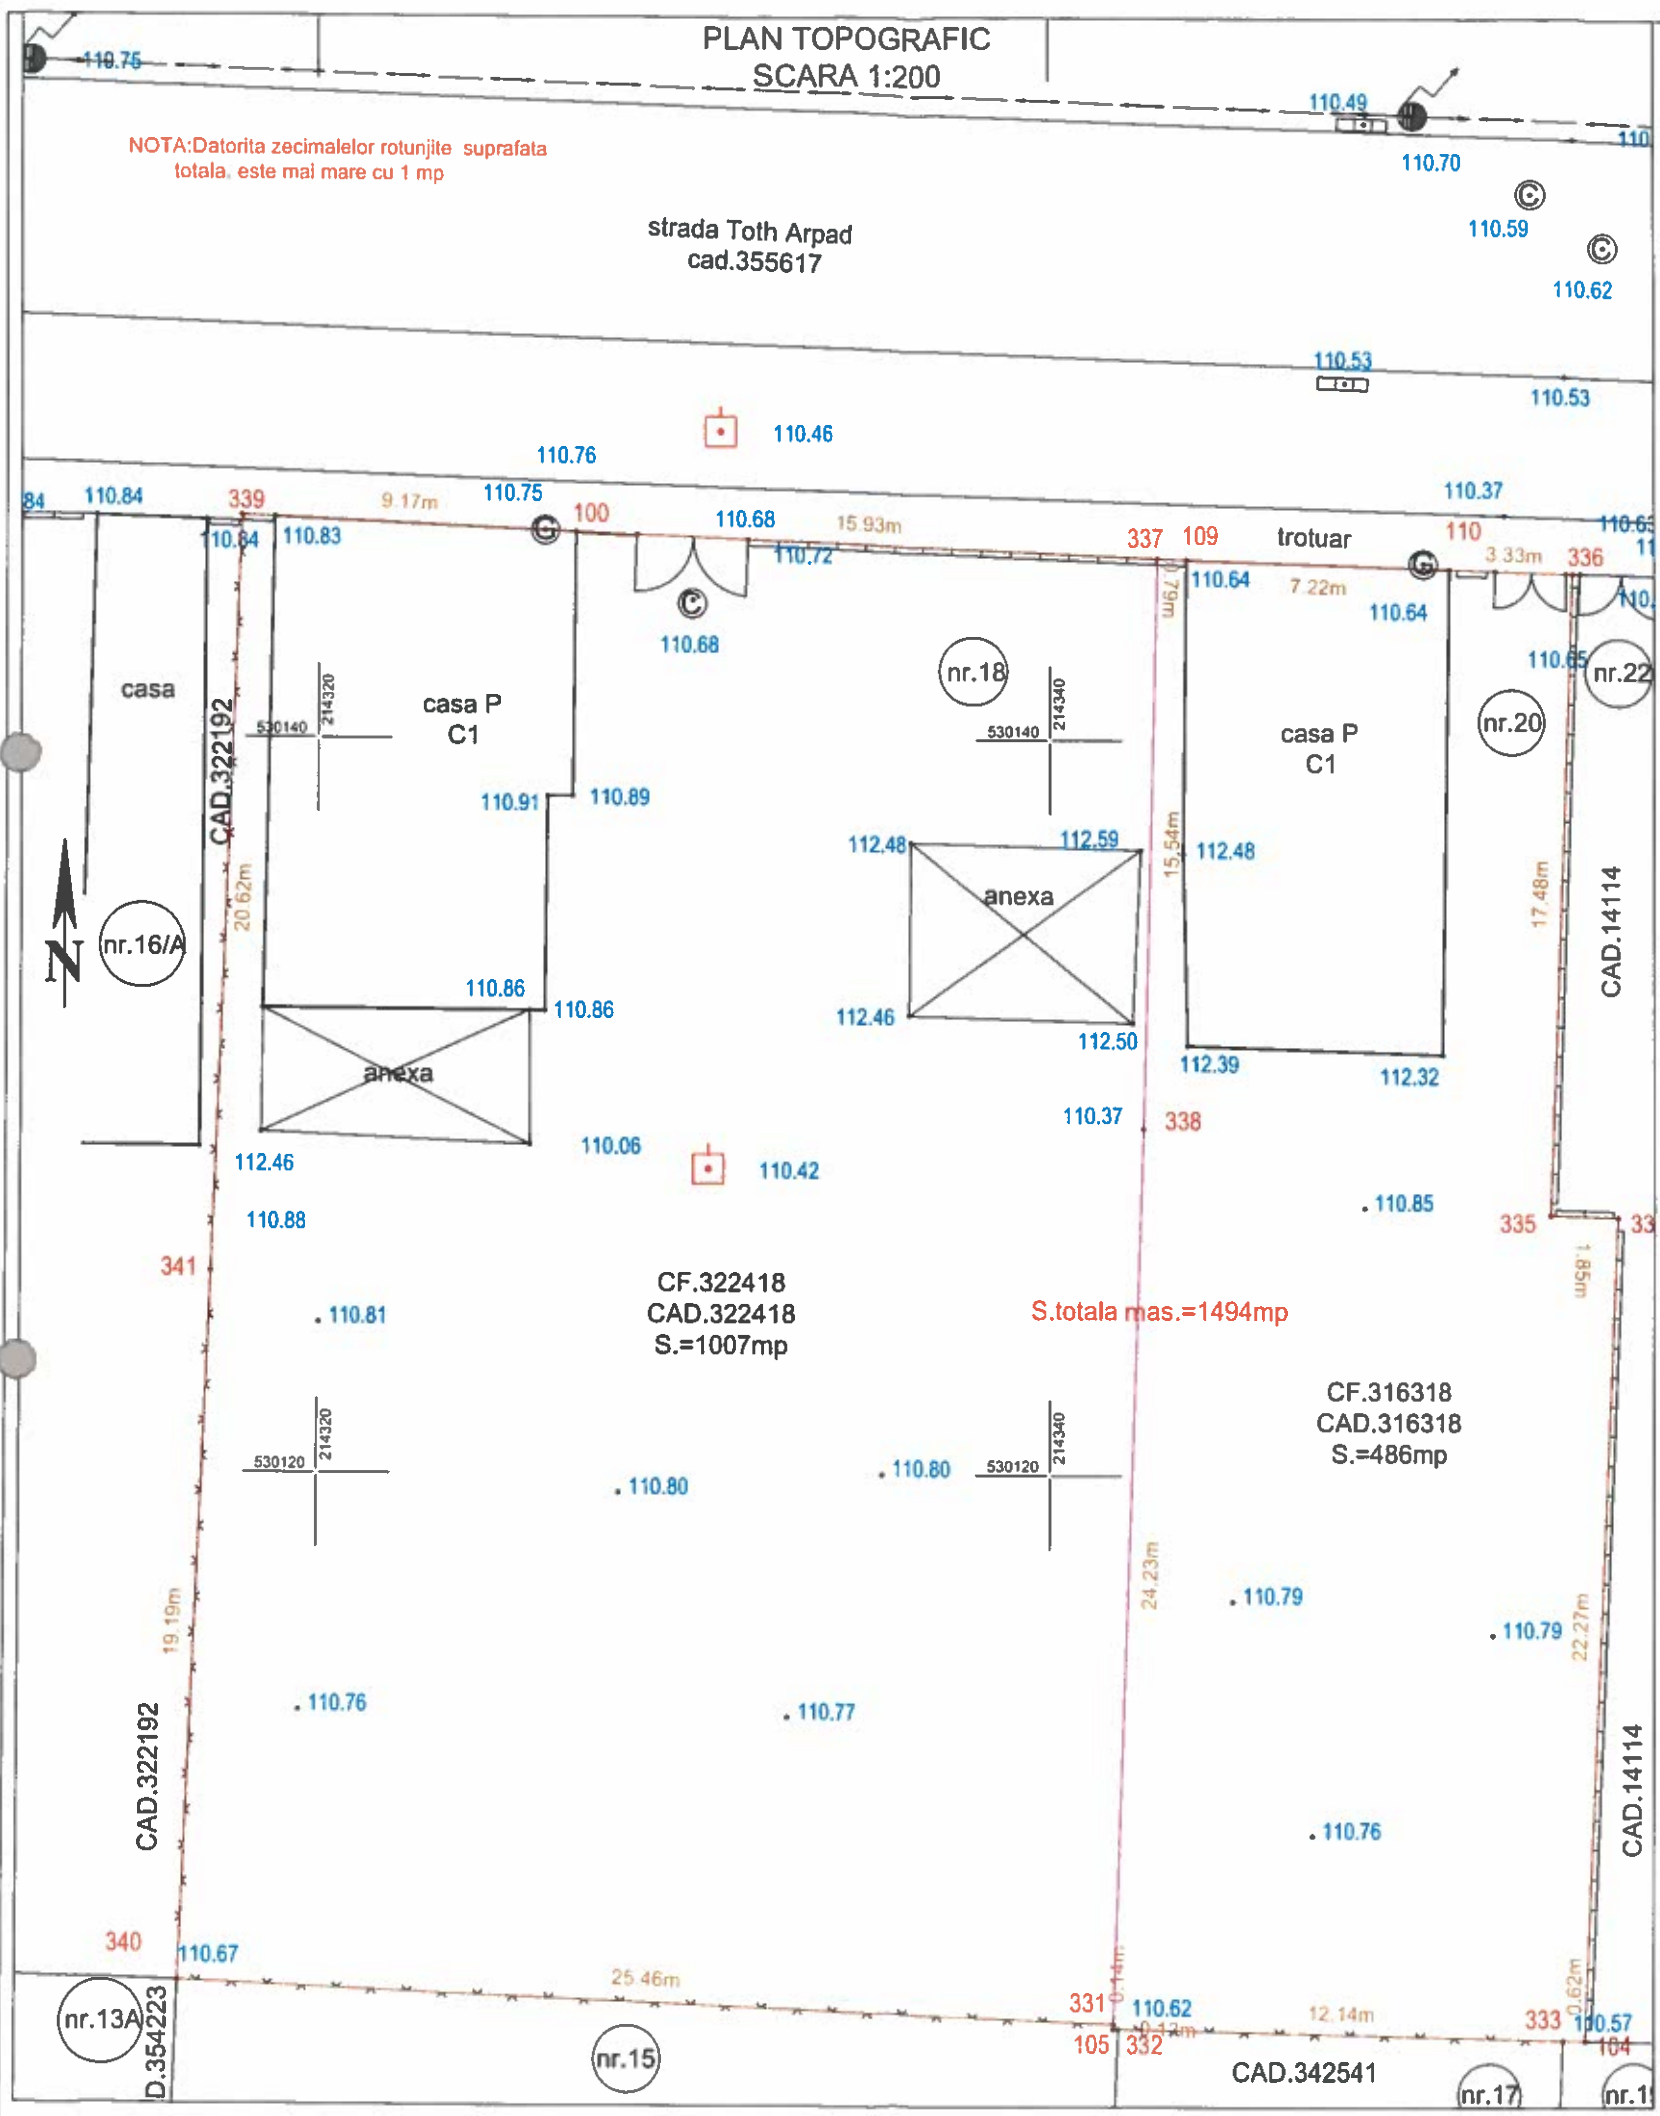 PLAN TOPOGRAFIC
SCARA 1:200
110.75
110.49
110.70
110.59
110.62
NOTA:Datorita zecimalelor rotunjite suprafata
totala. este mai mare cu 1 mp
strada Toth Arpad
cad.355617
110.53
110.53
110.46
110.76
110.75
110.37
84
110.84
339
9.17m
100
110.68
15.93m
337
109
trotuar
110
3.33m
336
110.84
110.83
110.72
110.64
7.22m
110.64
0.79m
110.68
110.65
casa
CAD.322192
casa P
C1
nr.18
casa P
C1
nr.20
nr.22
530140
214320
530140
214340
110.91
110.89
112.48
112.59
15.54m
112.48
anexa
17.48m
CAD.14114
20.62m
N
nr.16/A
110.86
110.86
112.46
112.50
112.39
112.32
anexa
110.37
338
112.46
110.06
110.42
110.88
110.85
335
33
341
1.85m
110.81
CF.322418
CAD.322418
S.=1007mp
S.totala mas.=1494mp
CF.316318
CAD.316318
S.=486mp
530120
214320
530120
214340
110.80
110.80
24.23m
110.79
110.79
22.27m
19.19m
110.76
110.77
CAD.322192
110.76
CAD.14114
340
110.67
25.46m
0.14m
331
110.62
12.14m
0.62m
333
110.57
105
332
0.13m
104
nr.13A
D.354223
nr.15
CAD.342541
nr.17